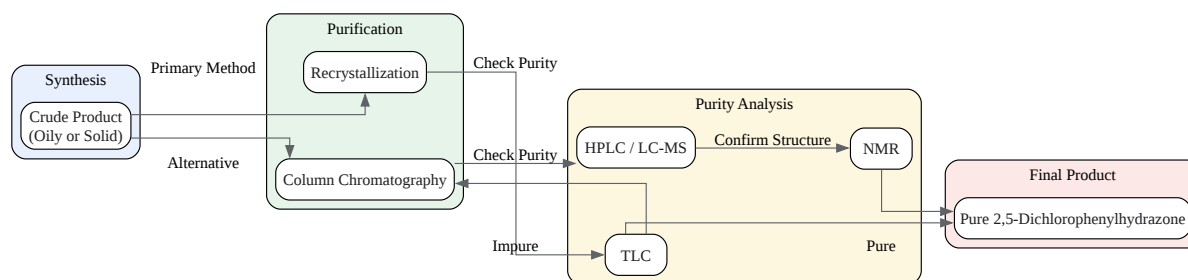 Synthesis
Crude Product
(Oily or Solid)
Primary Method
Alternative
Purification
Recrystallization
Column Chromatography
Check Purity
Check Purity
Impure
Purity Analysis
HPLC / LC-MS
Confirm Structure
NMR
TLC
Pure
Final Product
Pure 2,5-Dichlorophenylhydrazone